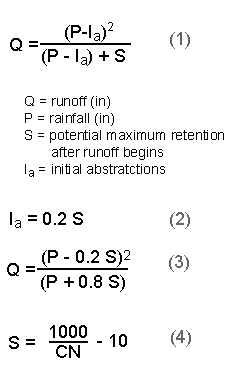 Q = (P-Iₐ)² / (P - Iₐ) + S (1)
Q = runoff (in)
P = rainfall (in)
S = potential maximum retention
after runoff begins
Iₐ = initial abstratctions
Iₐ = 0.2 S (2)
Q = (P - 0.2 S)² / (P + 0.8 S) (3)
S = 1000 / CN - 10 (4)